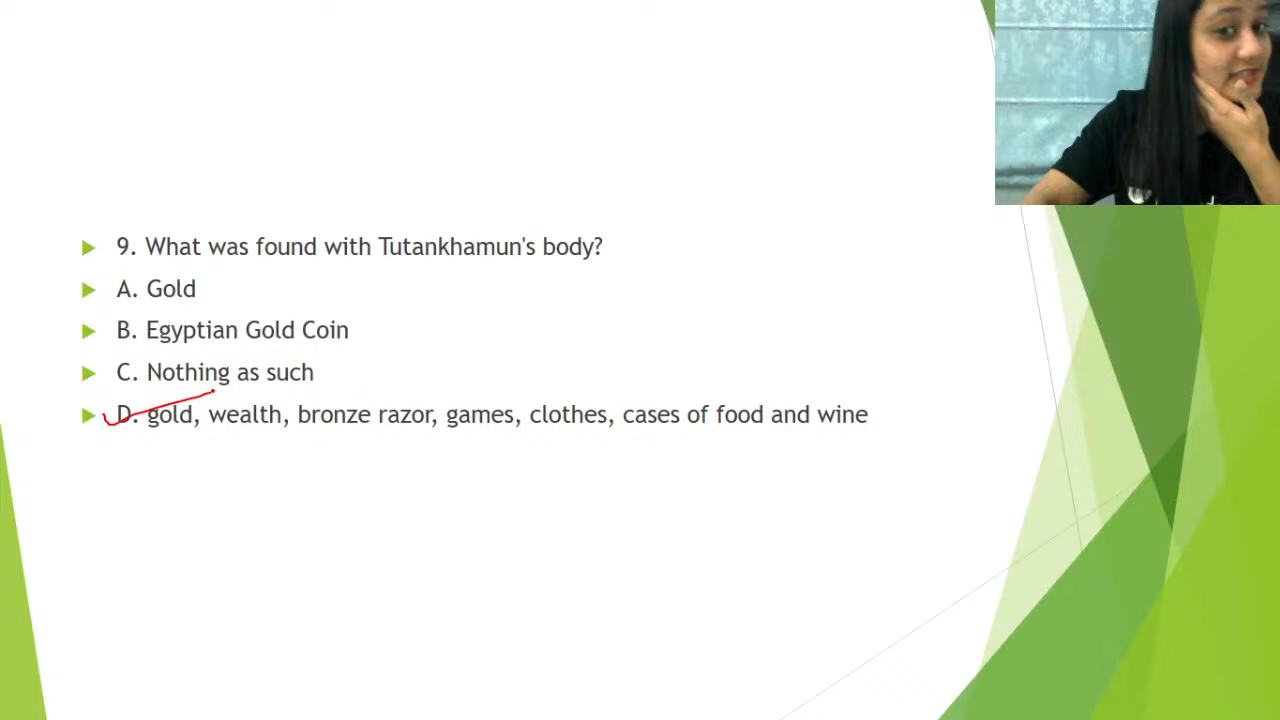 9. What was found with Tutankhamun's body?
A. Gold
B. Egyptian Gold Coin
C. Nothing as such
D. gold, wealth, bronze razor, games, clothes, cases of food and wine